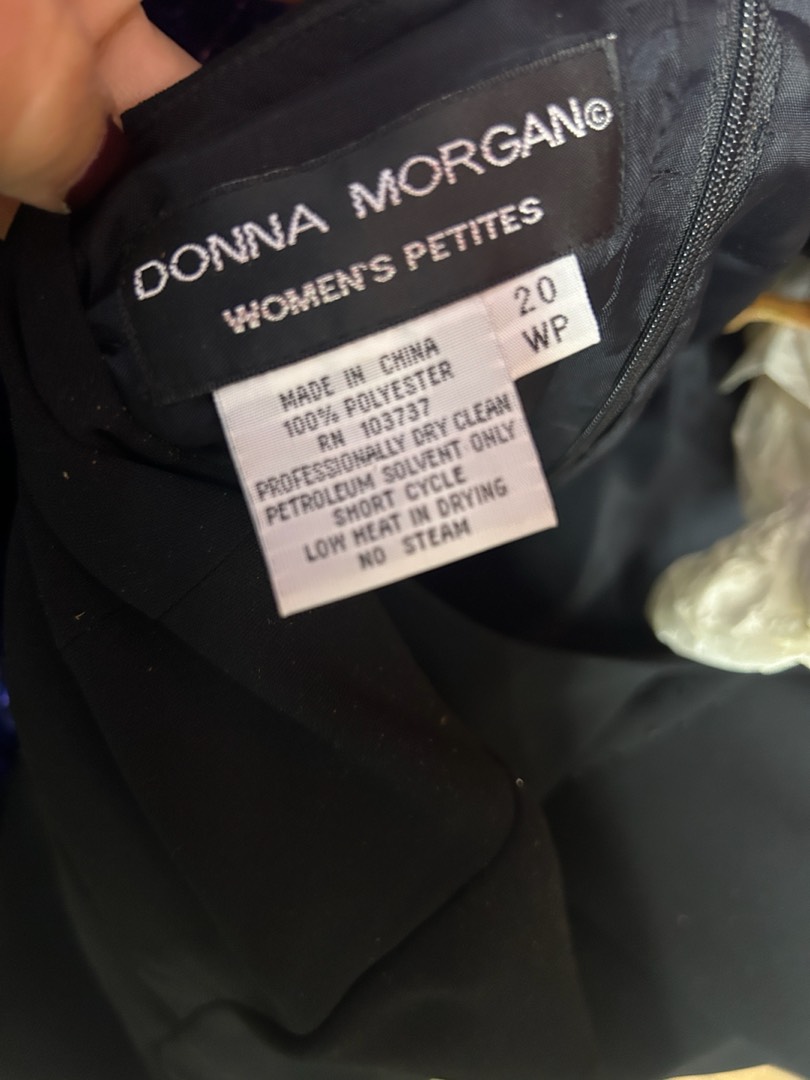 DONNA MORGAN©
WOMEN'S PETITES
20
WP
MADE IN CHINA
100% POLYESTER
RN 103737
PROFESSIONALLY DRY CLEAN
PETROLEUM SOLVENT ONLY
SHORT CYCLE
LOW HEAT IN DRYING
NO STEAM